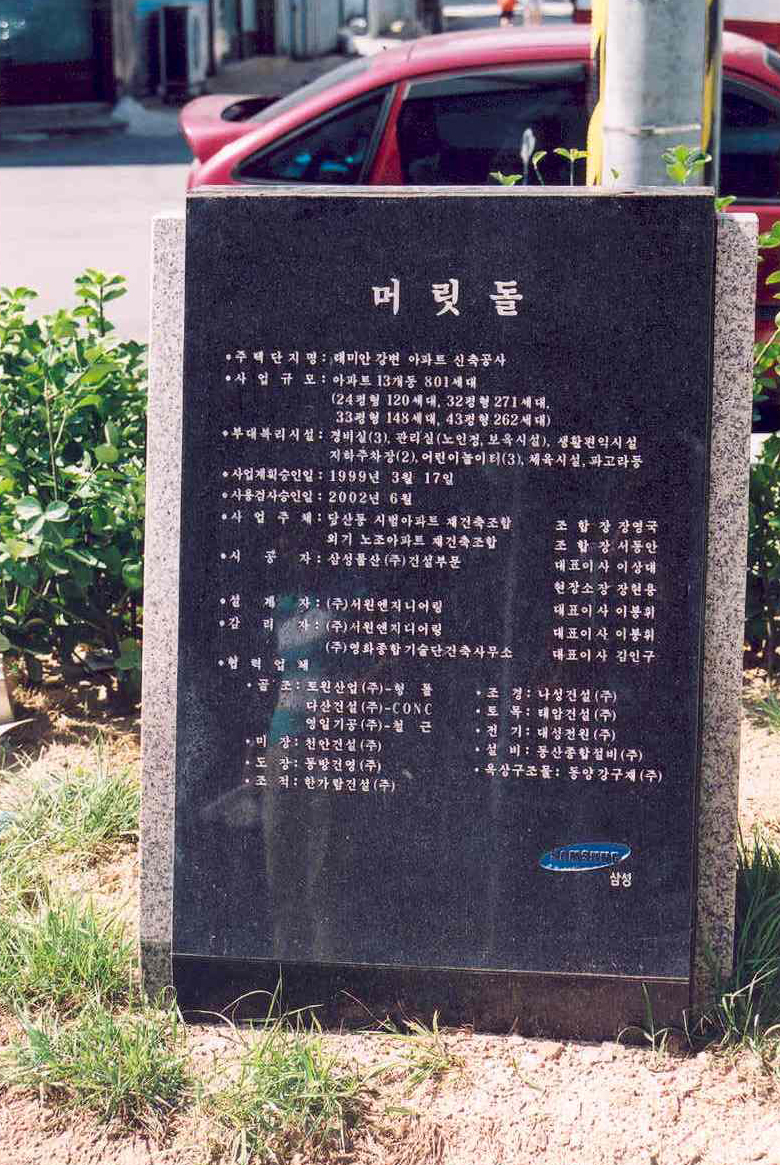 머릿돌
•주택단지명: 래미안 강변 아파트 신축공사
•사업규모: 아파트 13개동 801세대
(24평형 120세대, 32평형 271세대,
33평형 148세대, 43평형 262세대)
•부대복리시설: 경비실(3), 관리실(노인정, 보육시설), 생활편익시설
지하주차장(2), 어린이놀이터(3), 체육시설, 파고라등
•사업계획승인일: 1999년 3월 17일
•사용검사승인일: 2002년 6월
•사업주체: 당산동 시범아파트 재건축조합 조합장 장영국
외기 노조아파트 재건축조합 조합장 서동안
•시공자: 삼성물산(주)건설부문 대표이사 이상대
현장소장 장현용
•설계자: (주)서원엔지니어링 대표이사 이봉휘
•감리자: (주)서원엔지니어링 대표이사 이봉휘
(주)영화종합기술단건축사무소 대표이사 김인구
•협력업체
•골조: 토원산업(주)-형틀 •조경: 나성건설(주)
다산건설(주)-CONC •토목: 태암건설(주)
영일기공(주)-철근 •전기: 대성전원(주)
•미장: 천안건설(주) •설비: 동산종합설비(주)
•도장: 동방건영(주) •옥상구조물: 동양강구재(주)
•조적: 한가람건설(주)
SAMSUNG
삼성